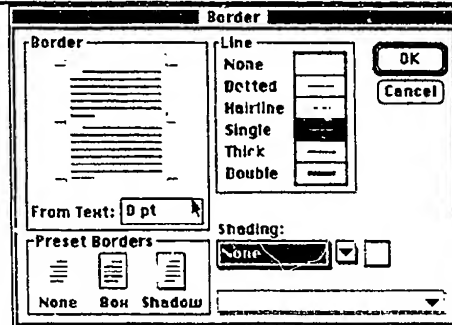 Border
Border
From Text: 0 pt
Preset Borders
None Box Shadow
Line
None
Dotted
Hairline
Single
Thick
Double
Shading:
None
OK
Cancel